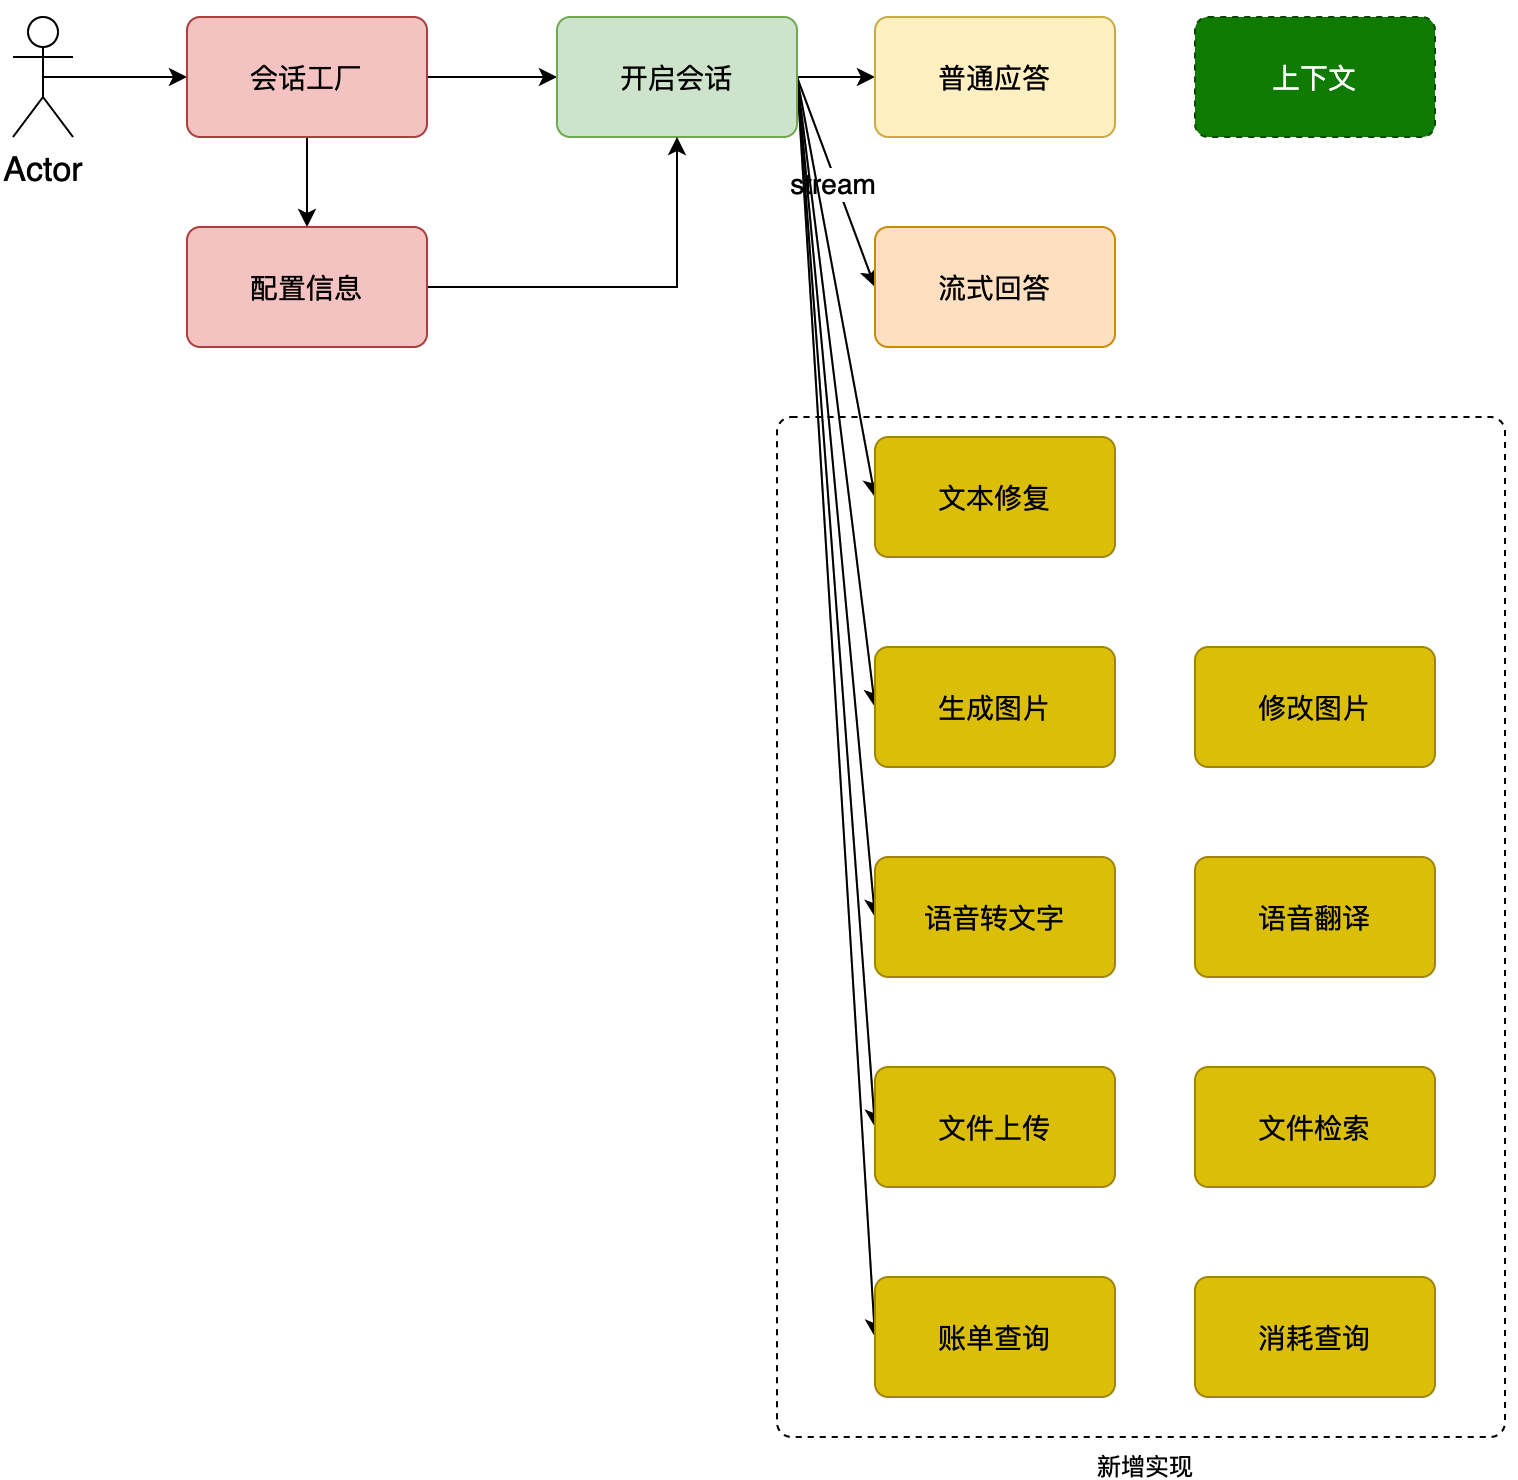 会话工厂
开启会话
普通应答
上下文
Actor
stream
配置信息
流式回答
文本修复
生成图片
修改图片
语音转文字
语音翻译
文件上传
文件检索
账单查询
消耗查询
新增实现